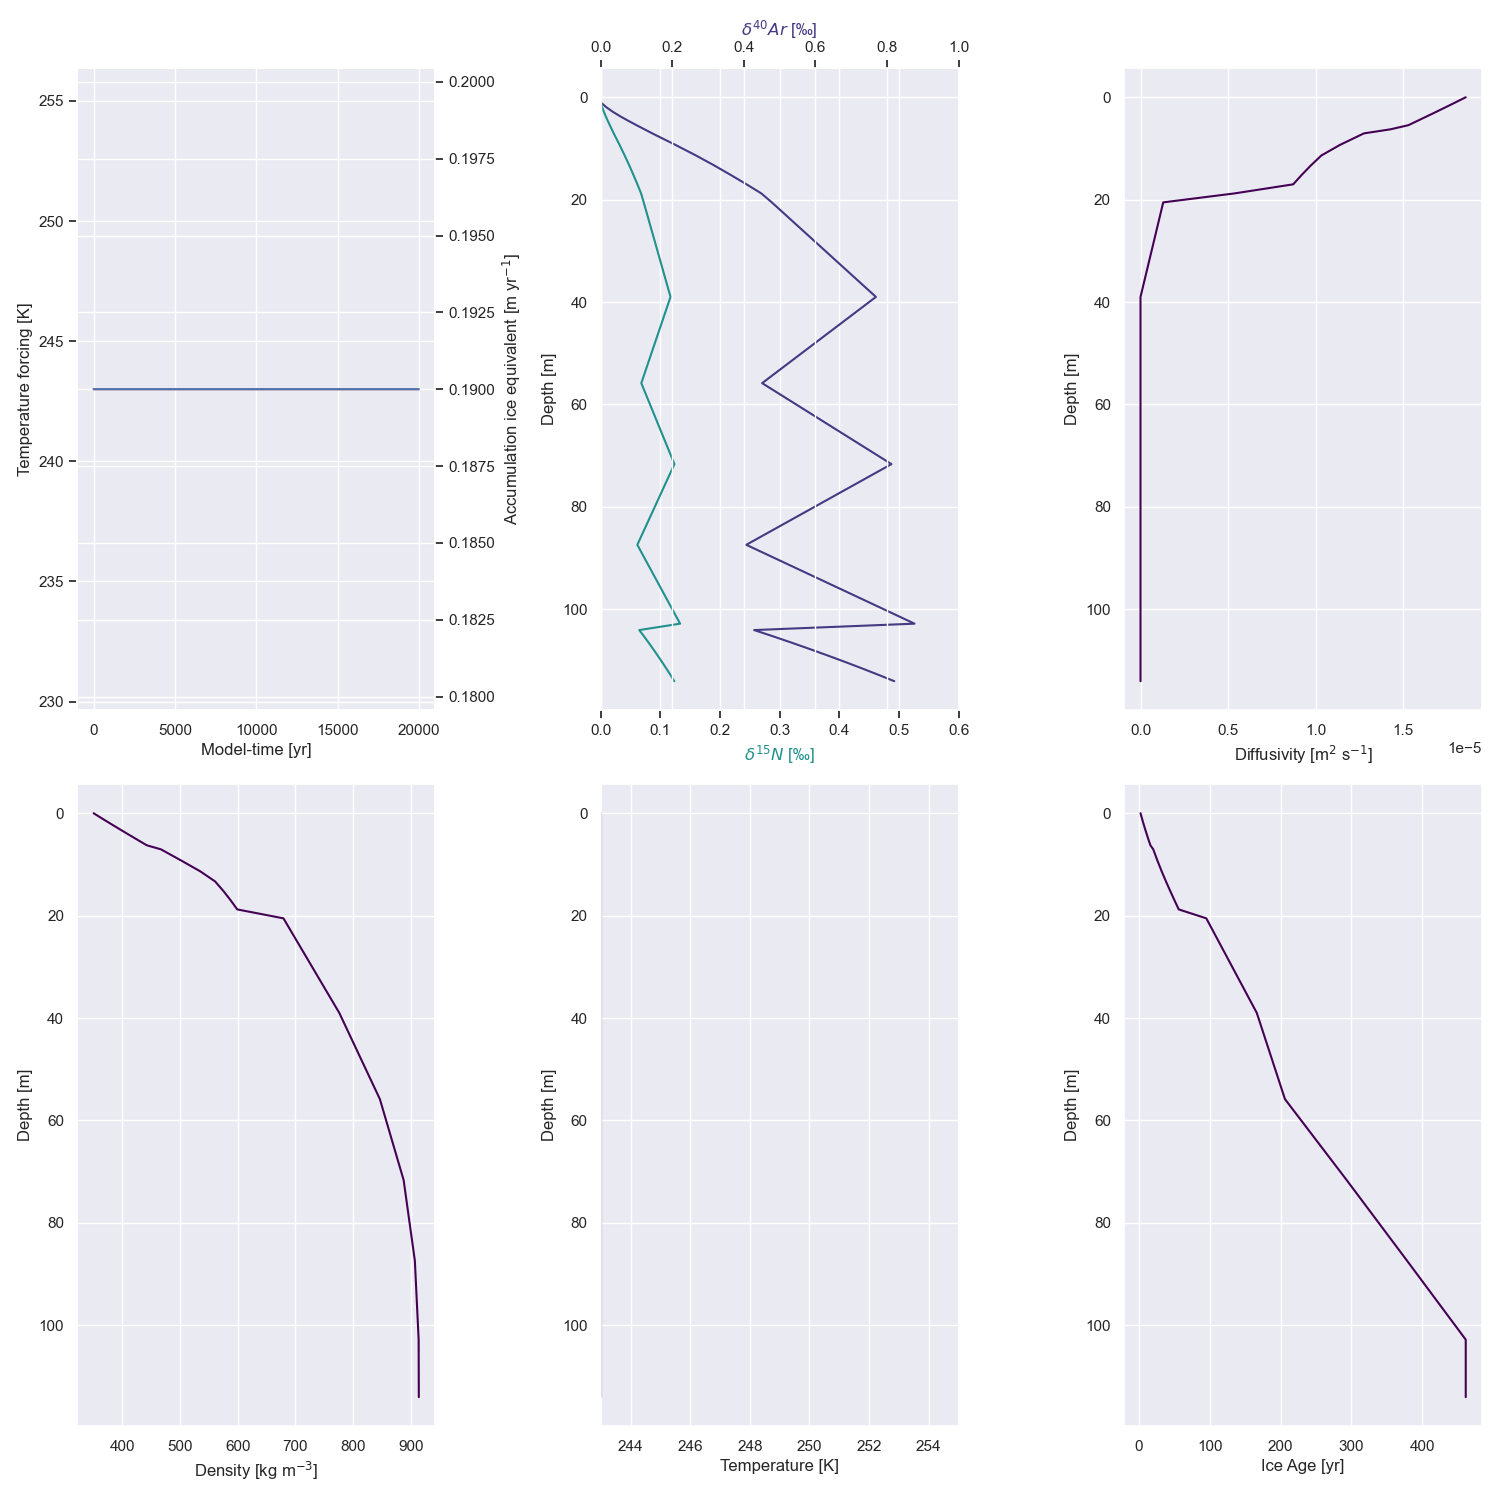 δ⁴⁰Ar [‰]
0.0 0.2 0.4 0.6 0.8 1.0
255
250
245
240
235
230
Temperature forcing [K]
0.2000
0.1975
0.1950
0.1925
0.1900
0.1875
0.1850
0.1825
0.1800
Accumulation ice equivalent [m yr⁻¹]
0 5000 10000 15000 20000
Model-time [yr]
0
20
40
60
80
100
Depth [m]
0.0 0.1 0.2 0.3 0.4 0.5 0.6
δ¹⁵N [‰]
0
20
40
60
80
100
Depth [m]
0.0 0.5 1.0 1.5
1e−5
Diffusivity [m² s⁻¹]
0
20
40
60
80
100
Depth [m]
400 500 600 700 800 900
Density [kg m⁻³]
0
20
40
60
80
100
Depth [m]
244 246 248 250 252 254
Temperature [K]
0
20
40
60
80
100
Depth [m]
0 100 200 300 400
Ice Age [yr]